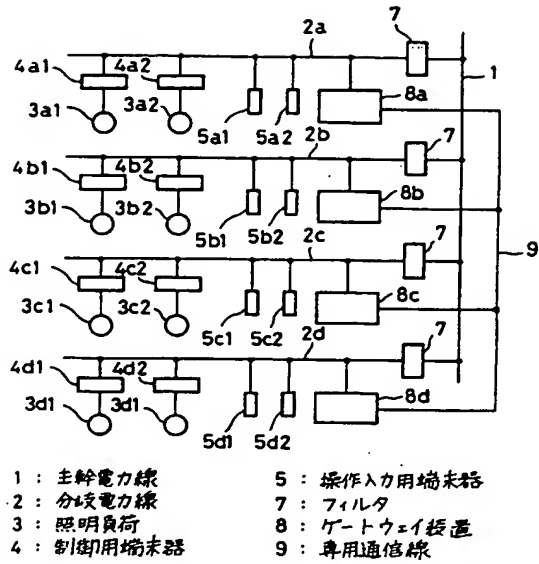 2a
7
4a1
4a2
1
3a1
3a2
5a1
5a2
8a
2b
7
4b1
8b
3b1
3b2
5b1
5b2
2c
7
4c1
4c2
9
8c
3c1
3c2
5c1
5c2
2d
7
4d1
4d2
8d
3d1
3d1
5d1
5d2
1 : 主幹電力線
2 : 分岐電力線
3 : 照明負荷
4 : 制御用端末器
5 : 操作入力用端末器
7 : フィルタ
8 : ゲートウェイ装置
9 : 専用通信線